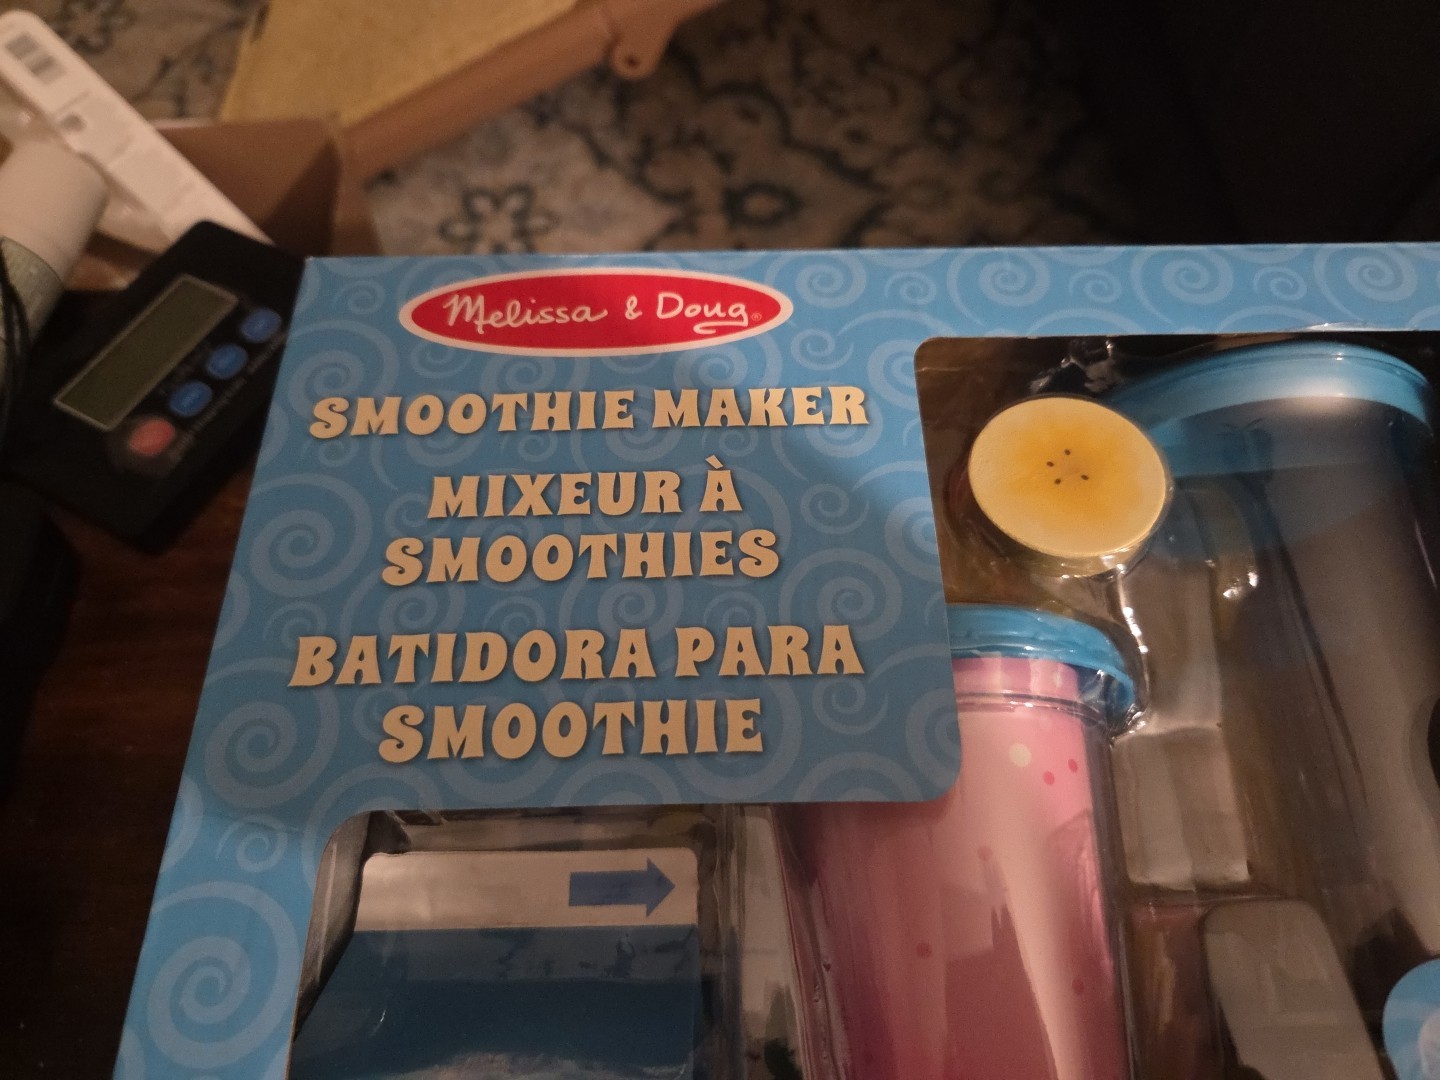 Melissa & Doug®
SMOOTHIE MAKER
MIXEUR À
SMOOTHIES
BATIDORA PARA
SMOOTHIE